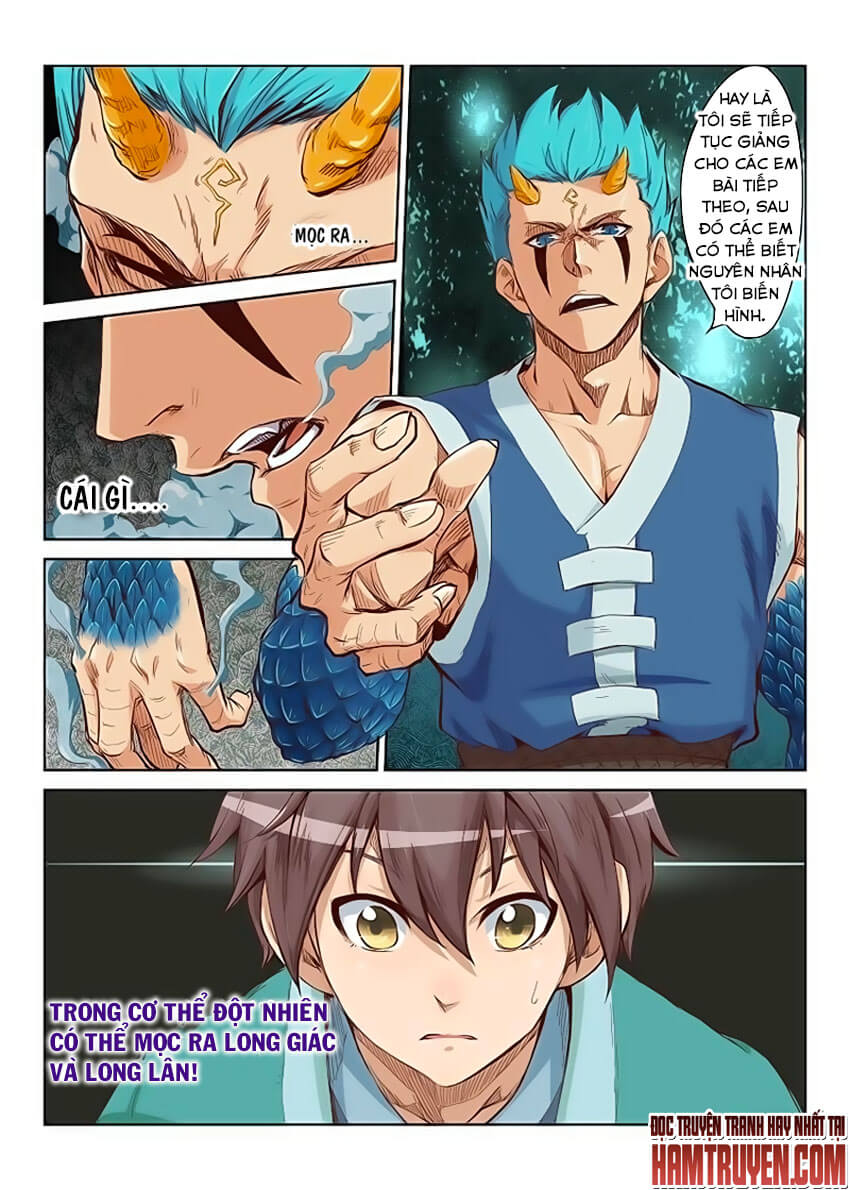 MỌC RA...
HAY LÀ
TÔI SẼ TIẾP
TỤC GIẢNG
CHO CÁC EM
BÀI TIẾP
THEO, SAU
ĐÓ CÁC EM
CÓ THỂ BIẾT
NGUYÊN NHÂN
TÔI BIẾN
HÌNH.
CÁI GÌ....
TRONG CƠ THỂ ĐỘT NHIÊN
CÓ THỂ MỌC RA LONG GIÁC
VÀ LONG LÂN!
ĐỌC TRUYỆN TRANH HAY NHẤT TẠI
HAMTRUYEN.COM